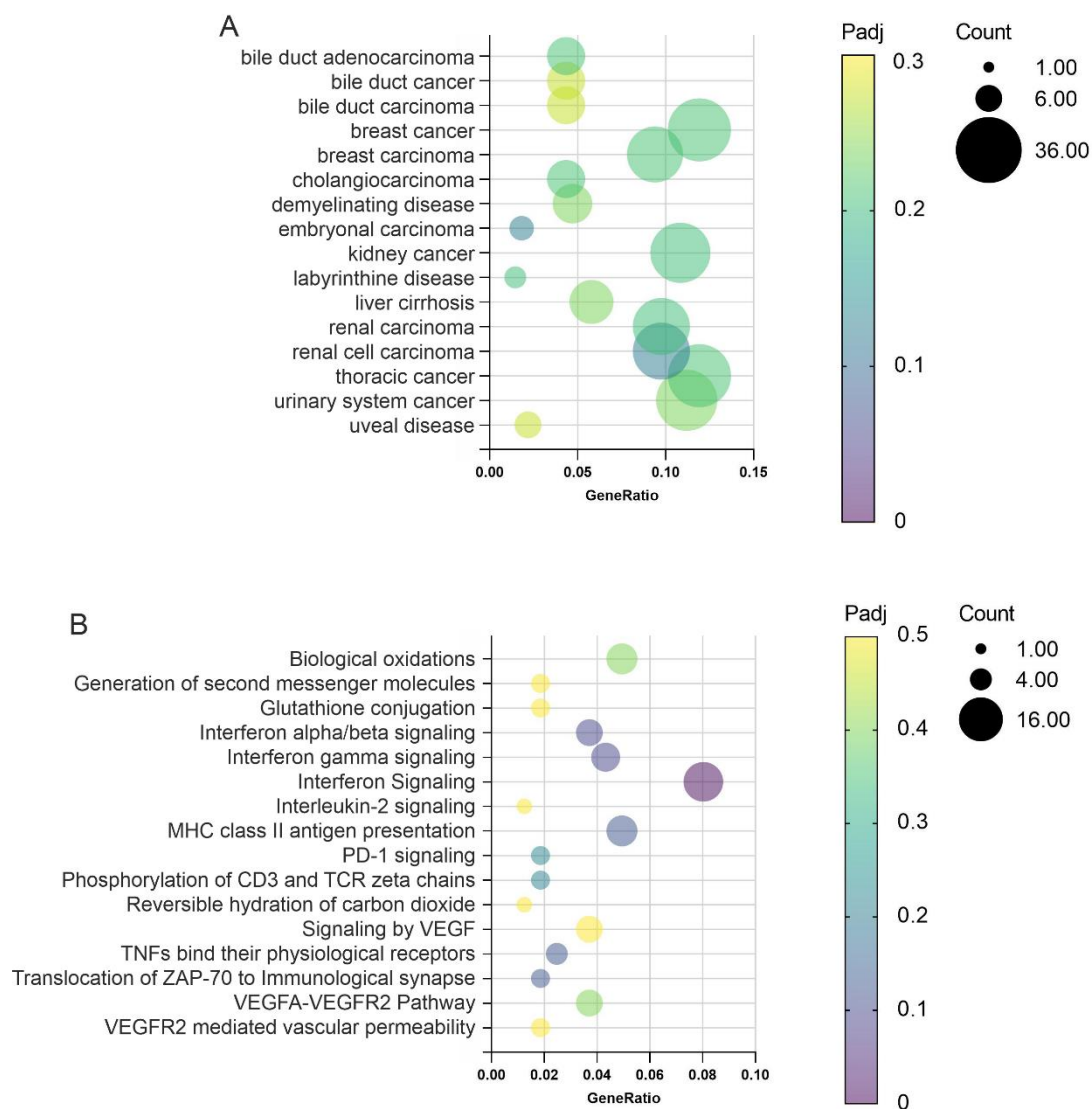 A
bile duct adenocarcinoma
bile duct cancer
bile duct carcinoma
breast cancer
breast carcinoma
cholangiocarcinoma
demyelinating disease
embryonal carcinoma
kidney cancer
labyrinthine disease
liver cirrhosis
renal carcinoma
renal cell carcinoma
thoracic cancer
urinary system cancer
uveal disease
0.00 0.05 0.10 0.15
GeneRatio
Padj
0.3
0.2
0.1
0
Count
1.00
6.00
36.00
B
Biological oxidations
Generation of second messenger molecules
Glutathione conjugation
Interferon alpha/beta signaling
Interferon gamma signaling
Interferon Signaling
Interleukin-2 signaling
MHC class II antigen presentation
PD-1 signaling
Phosphorylation of CD3 and TCR zeta chains
Reversible hydration of carbon dioxide
Signaling by VEGF
TNFs bind their physiological receptors
Translocation of ZAP-70 to Immunological synapse
VEGFA-VEGFR2 Pathway
VEGFR2 mediated vascular permeability
0.00 0.02 0.04 0.06 0.08 0.10
GeneRatio
Padj
0.5
0.4
0.3
0.2
0.1
0
Count
1.00
4.00
16.00